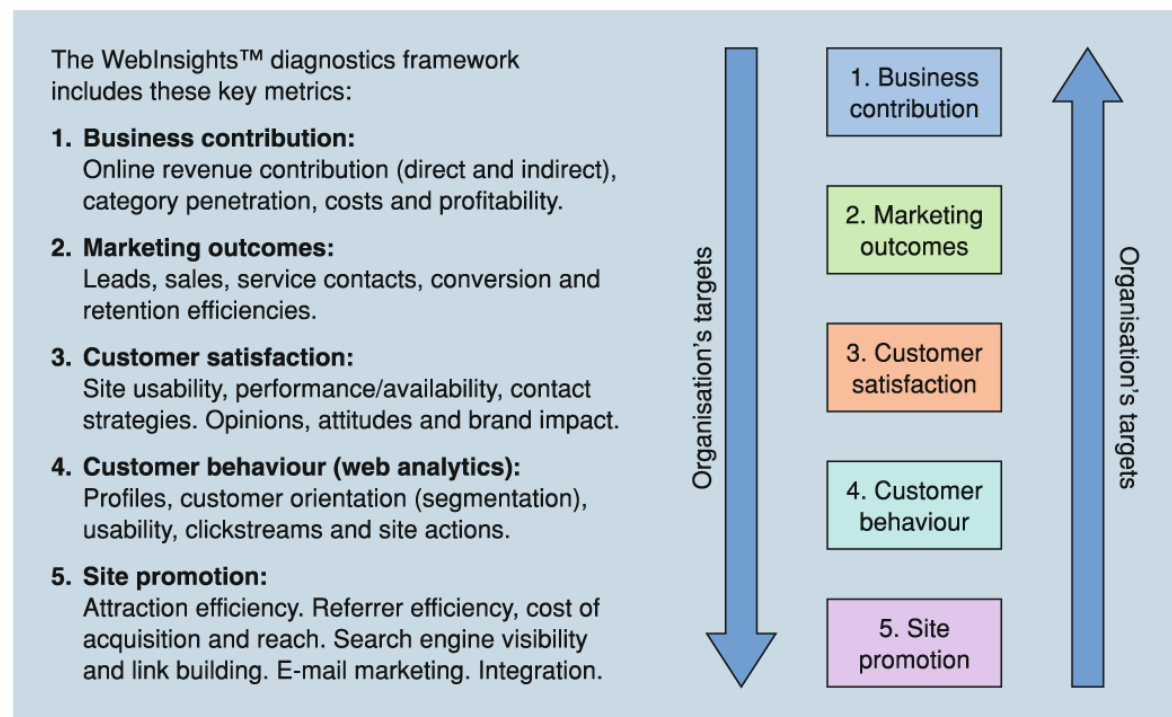 The WebInsights™ diagnostics framework
includes these key metrics:
1. Business contribution:
Online revenue contribution (direct and indirect),
category penetration, costs and profitability.
2. Marketing outcomes:
Leads, sales, service contacts, conversion and
retention efficiencies.
3. Customer satisfaction:
Site usability, performance/availability, contact
strategies. Opinions, attitudes and brand impact.
4. Customer behaviour (web analytics):
Profiles, customer orientation (segmentation),
usability, clickstreams and site actions.
5. Site promotion:
Attraction efficiency. Referrer efficiency, cost of
acquisition and reach. Search engine visibility
and link building. E-mail marketing. Integration.
Organisation's targets
1. Business
contribution
2. Marketing
outcomes
3. Customer
satisfaction
4. Customer
behaviour
5. Site
promotion
Organisation's targets